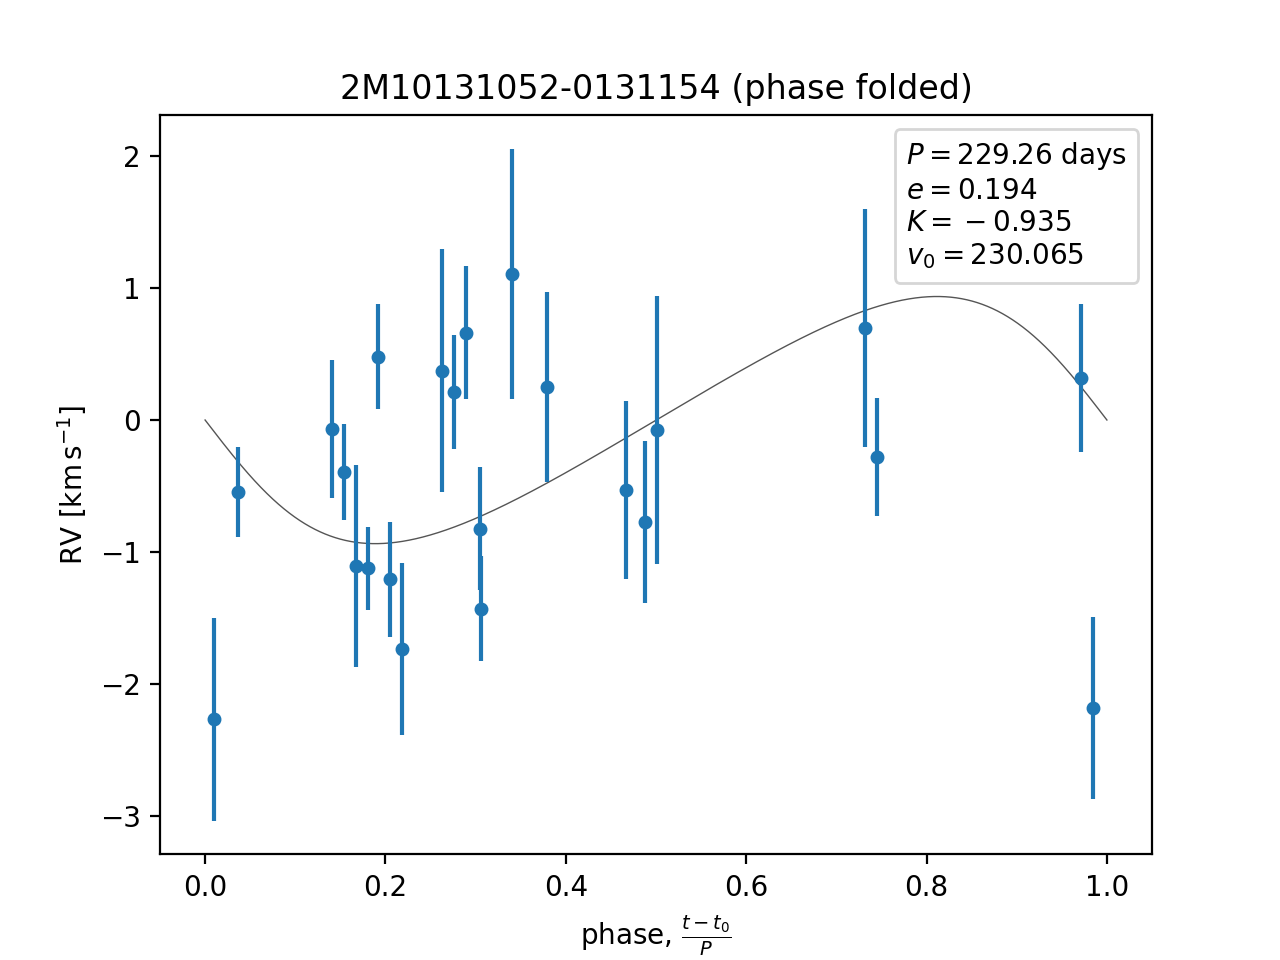 2M10131052-0131154 (phase folded)
P = 229.26 days
e = 0.194
K = −0.935
v₀ = 230.065
2
1
0
−1
−2
−3
RV [km s⁻¹]
0.0 0.2 0.4 0.6 0.8 1.0
phase, (t − t₀)/P